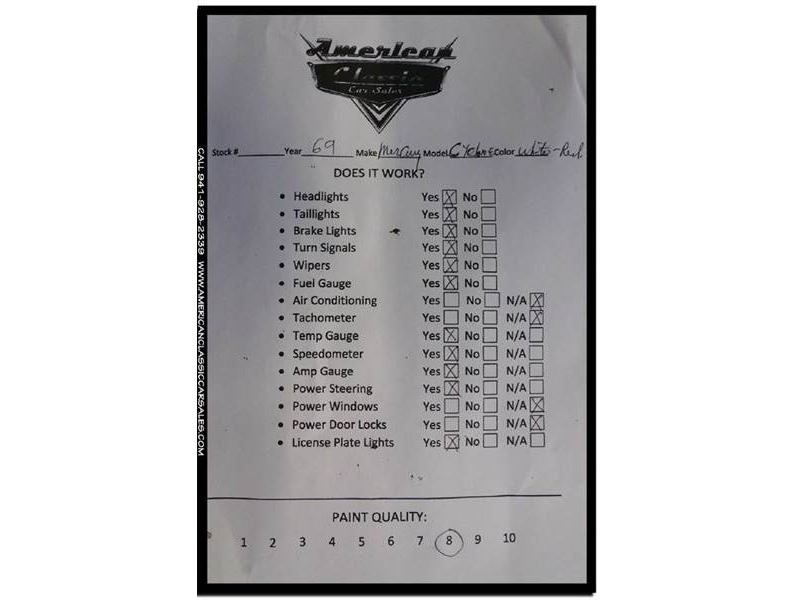 American
Classic
Car Sales
Stock # Year 69 Make Mercury Model Cyclone Color White-Red
DOES IT WORK?
• Headlights Yes ☒ No ☐
• Taillights Yes ☒ No ☐
• Brake Lights Yes ☒ No ☐
• Turn Signals Yes ☒ No ☐
• Wipers Yes ☒ No ☐
• Fuel Gauge Yes ☒ No ☐
• Air Conditioning Yes ☐ No ☐ N/A ☒
• Tachometer Yes ☐ No ☐ N/A ☒
• Temp Gauge Yes ☒ No ☐ N/A ☐
• Speedometer Yes ☒ No ☐ N/A ☐
• Amp Gauge Yes ☒ No ☐ N/A ☐
• Power Steering Yes ☒ No ☐ N/A ☐
• Power Windows Yes ☐ No ☐ N/A ☒
• Power Door Locks Yes ☐ No ☐ N/A ☒
• License Plate Lights Yes ☒ No ☐ N/A ☐
PAINT QUALITY:
1 2 3 4 5 6 7 8 9 10
CALL 941-928-2339 WWW.AMERICANCLASSICCARSALES.COM